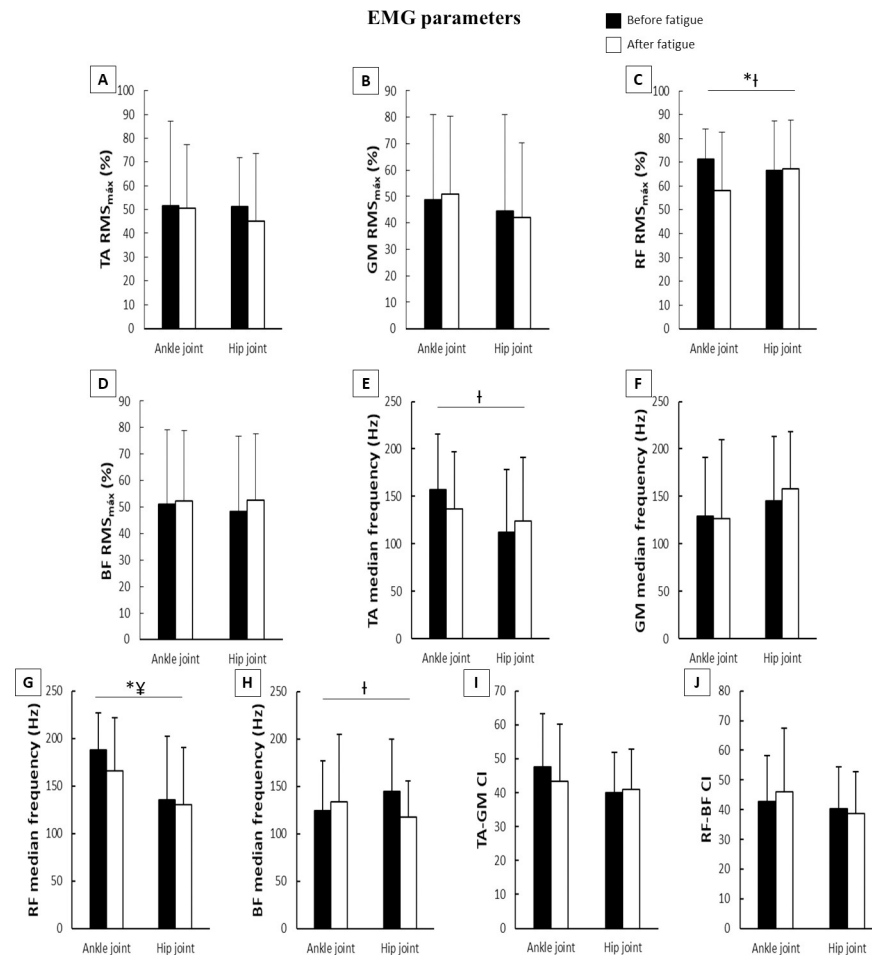 EMG parameters
Before fatigue
After fatigue
A
TA RMSmáx (%)
100
90
80
70
60
50
40
30
20
10
0
Ankle joint
Hip joint
B
GM RMSmáx (%)
90
80
70
60
50
40
30
20
10
0
Ankle joint
Hip joint
C
*ƚ
RF RMSmáx (%)
100
90
80
70
60
50
40
30
20
10
0
Ankle joint
Hip joint
D
BF RMSmáx (%)
90
80
70
60
50
40
30
20
10
0
Ankle joint
Hip joint
E
ƚ
TA median frequency (Hz)
250
200
150
100
50
0
Ankle joint
Hip joint
F
GM median frequency (Hz)
250
200
150
100
50
0
Ankle joint
Hip joint
G
*¥
RF median frequency (Hz)
250
200
150
100
50
0
Ankle joint
Hip joint
H
ƚ
BF median frequency (Hz)
250
200
150
100
50
0
Ankle joint
Hip joint
I
TA-GM CI
70
60
50
40
30
20
10
0
Ankle joint
Hip joint
J
RF-BF CI
80
70
60
50
40
30
20
10
0
Ankle joint
Hip joint